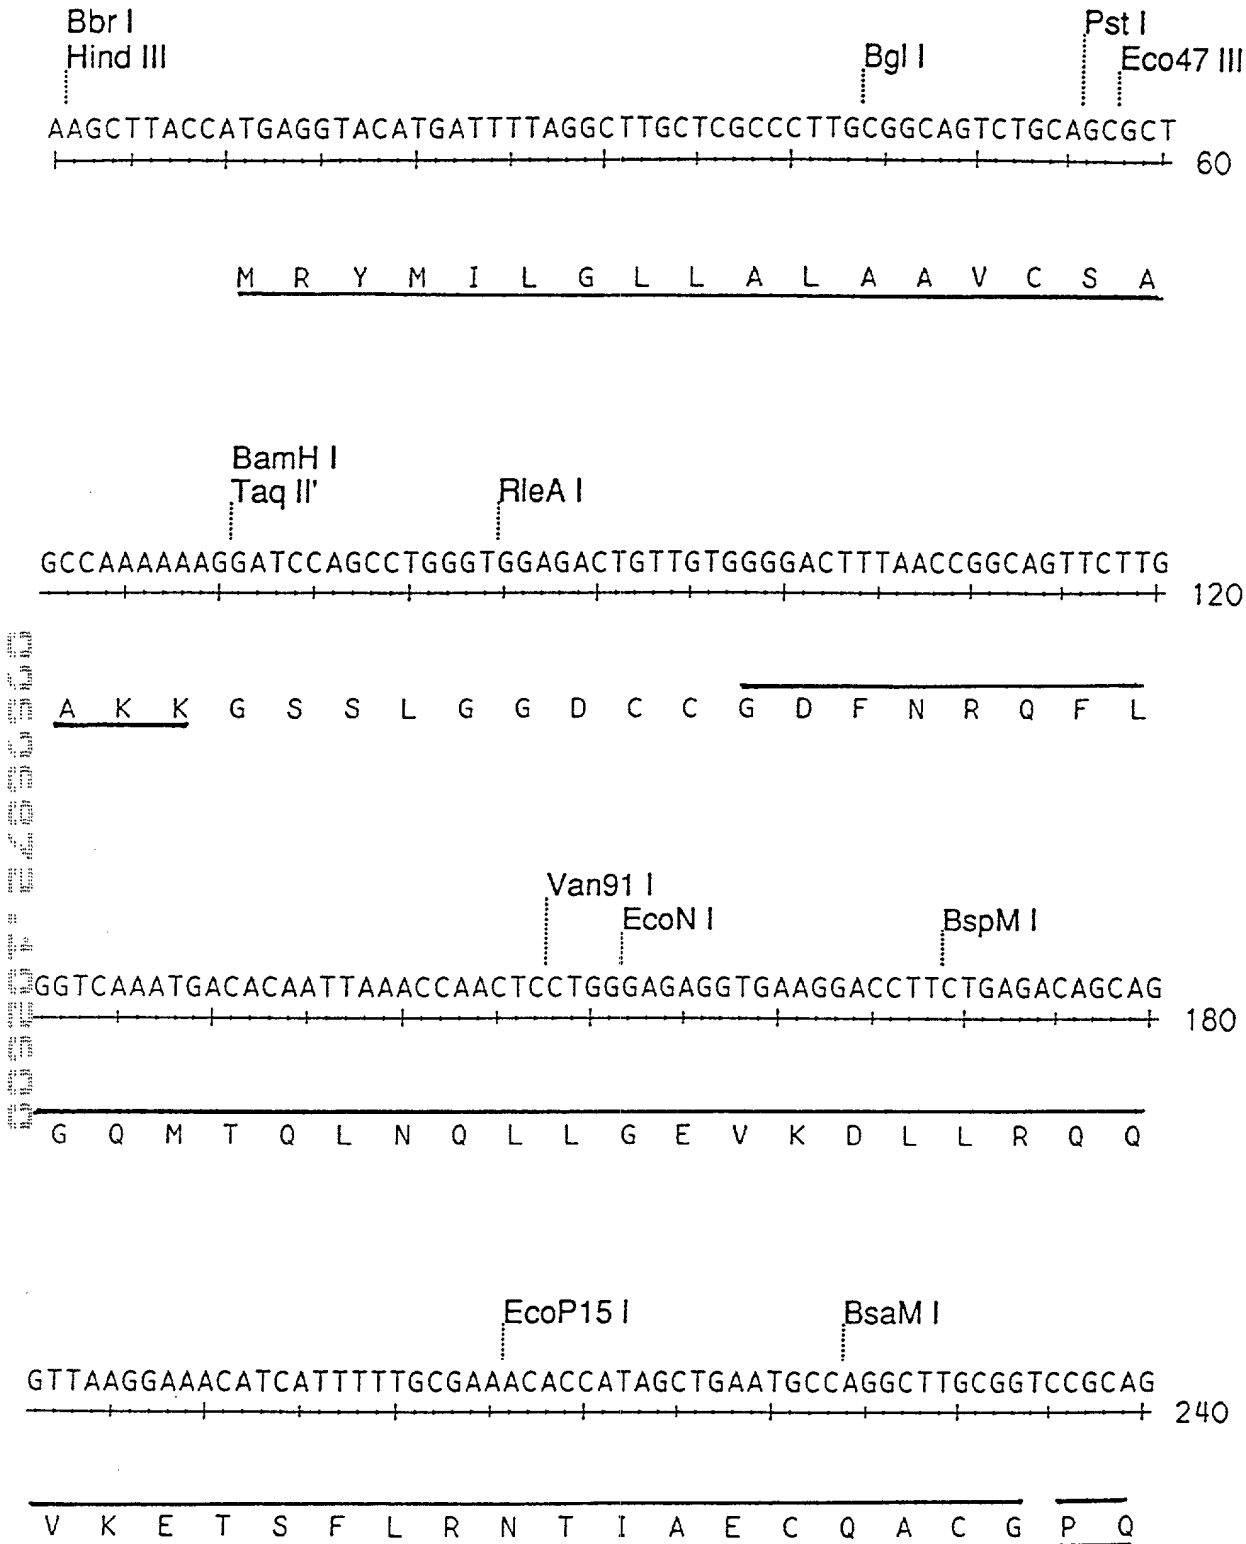 Bbr I
Hind III
Bgl I
Pst I
Eco47 III
AAGCTTACCATGAGGTACATGATTTTAGGCTTGCTCGCCCTTGCGGCAGTCTGCAGCGCT
60
M R Y M I L G L L A L A A V C S A
BamH I
Taq II'
RleA I
GCCAAAAAAGGATCCAGCCTGGGTGGAGACTGTTGTGGGGACTTTAACCGGCAGTTCTTG
120
A K K G S S L G G D C C G D F N R Q F L
Van91 I
EcoN I
BspM I
GGTCAAATGACACAATTAAACCAACTCCTGGGAGAGGTGAAGGACCTTCTGAGACAGCAG
180
G Q M T Q L N Q L L G E V K D L L R Q Q
EcoP15 I
BsaM I
GTTAAGGAAACATCATTTTTGCGAAACACCATAGCTGAATGCCAGGCTTGCGGTCCGCAG
240
V K E T S F L R N T I A E C Q A C G P Q